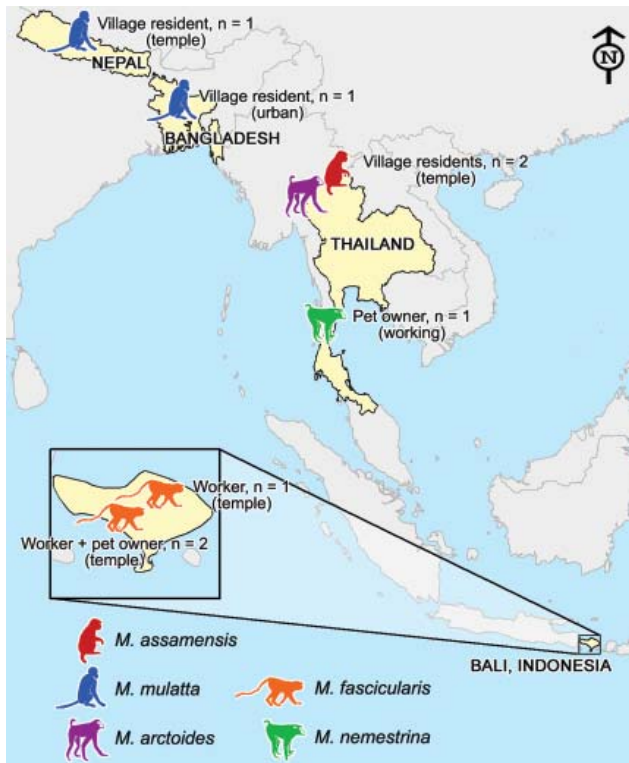 Village resident, n = 1
(temple)
N
NEPAL
Village resident, n = 1
(urban)
BANGLADESH
Village residents, n = 2
(temple)
THAILAND
Pet owner, n = 1
(working)
Worker, n = 1
(temple)
Worker + pet owner, n = 2
(temple)
BALI, INDONESIA
M. assamensis
M. mulatta
M. fascicularis
M. arctoides
M. nemestrina